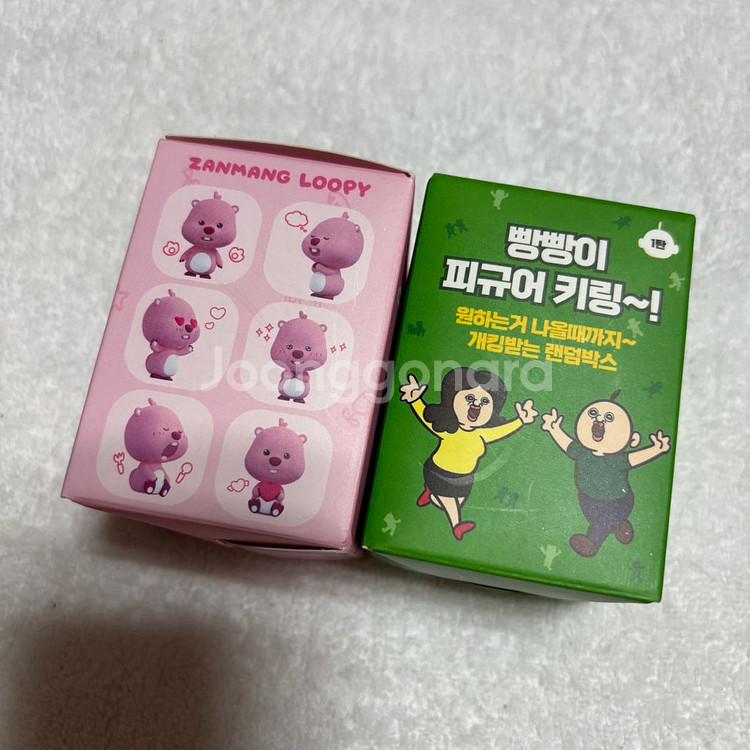 ZANMANG LOOPY
빵빵이
1탄
피규어 키링~!
원하는거 나올때까지~
개킹받는 랜덤박스
Joonggonara